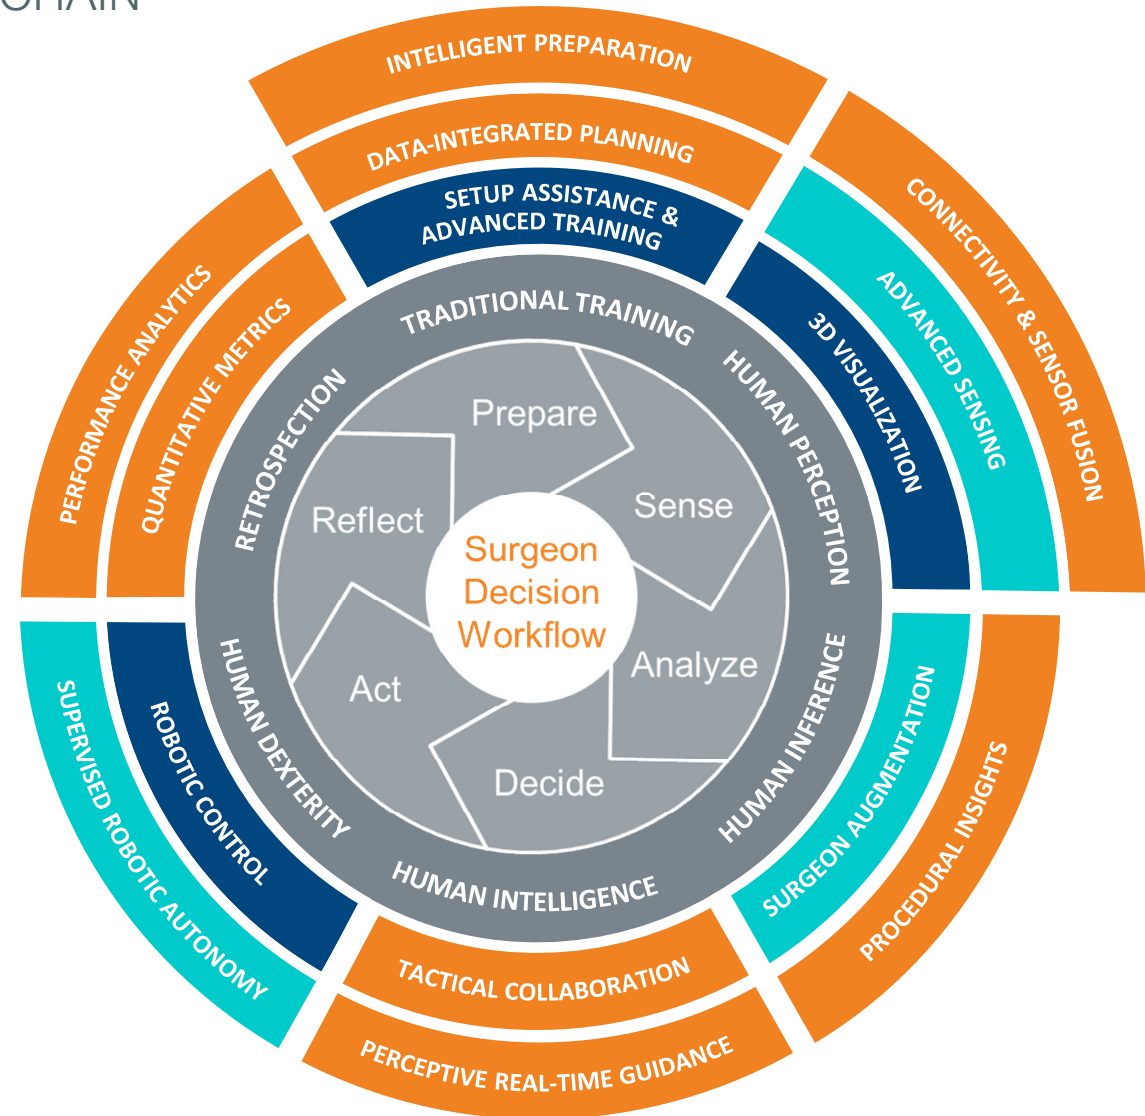 CHAIN
INTELLIGENT PREPARATION
DATA-INTEGRATED PLANNING
SETUP ASSISTANCE &
ADVANCED TRAINING
TRADITIONAL TRAINING
CONNECTIVITY & SENSOR FUSION
ADVANCED SENSING
3D VISUALIZATION
HUMAN PERCEPTION
PERFORMANCE ANALYTICS
QUANTITATIVE METRICS
RETROSPECTION
Prepare
Sense
Reflect
Surgeon
Decision
Workflow
Analyze
Act
Decide
HUMAN INFERENCE
SURGEON AUGMENTATION
PROCEDURAL INSIGHTS
HUMAN DEXTERITY
ROBOTIC CONTROL
SUPERVISED ROBOTIC AUTONOMY
HUMAN INTELLIGENCE
TACTICAL COLLABORATION
PERCEPTIVE REAL-TIME GUIDANCE